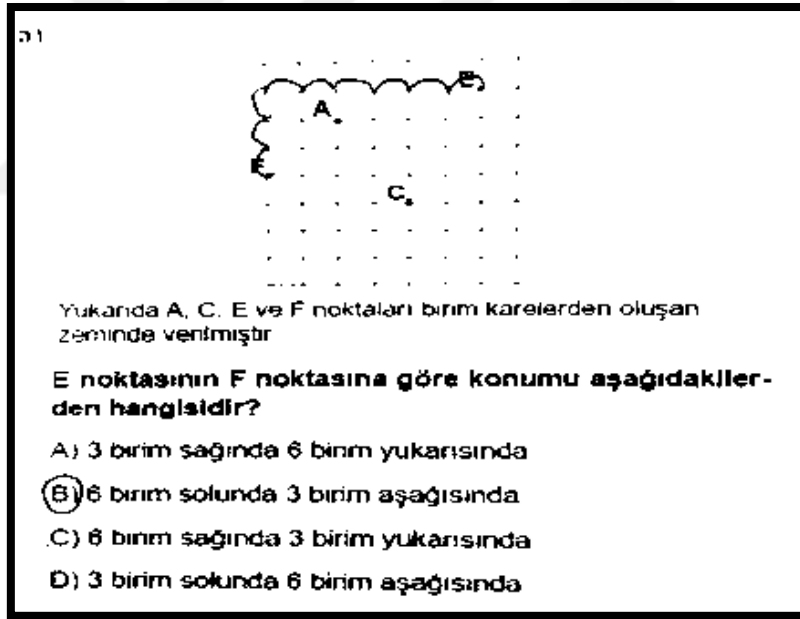 E
A
F
C
Yukarıda A, C, E ve F noktaları birim karelerden oluşan
zeminde verilmiştir
E noktasının F noktasına göre konumu aşağıdakiler-
den hangisidir?
A) 3 birim sağında 6 birim yukarısında
B) 6 birim solunda 3 birim aşağısında
C) 6 birim sağında 3 birim yukarısında
D) 3 birim solunda 6 birim aşağısında